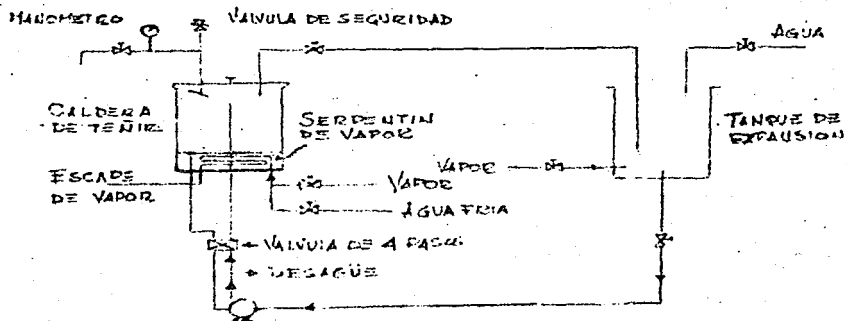 MANOMETRO
VALVULA DE SEGURIDAD
AGUA
CALDERA
DE TEÑIR
SERPENTIN
DE VAPOR
TANQUE DE
EXPANSION
VAPOR
ESCAPE
DE VAPOR
VAPOR
AGUA FRIA
VALVULA DE 4 PASOS
DESAGÜE